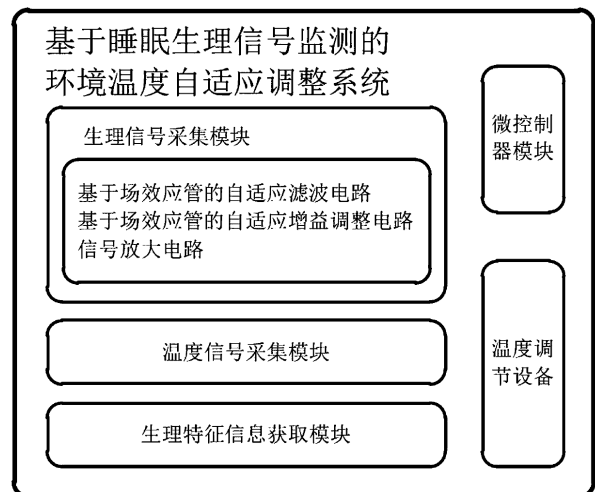 基于睡眠生理信号监测的
环境温度自适应调整系统
生理信号采集模块
基于场效应管的自适应滤波电路
基于场效应管的自适应增益调整电路
信号放大电路
温度信号采集模块
生理特征信息获取模块
微控制
器模块
温度调
节设备